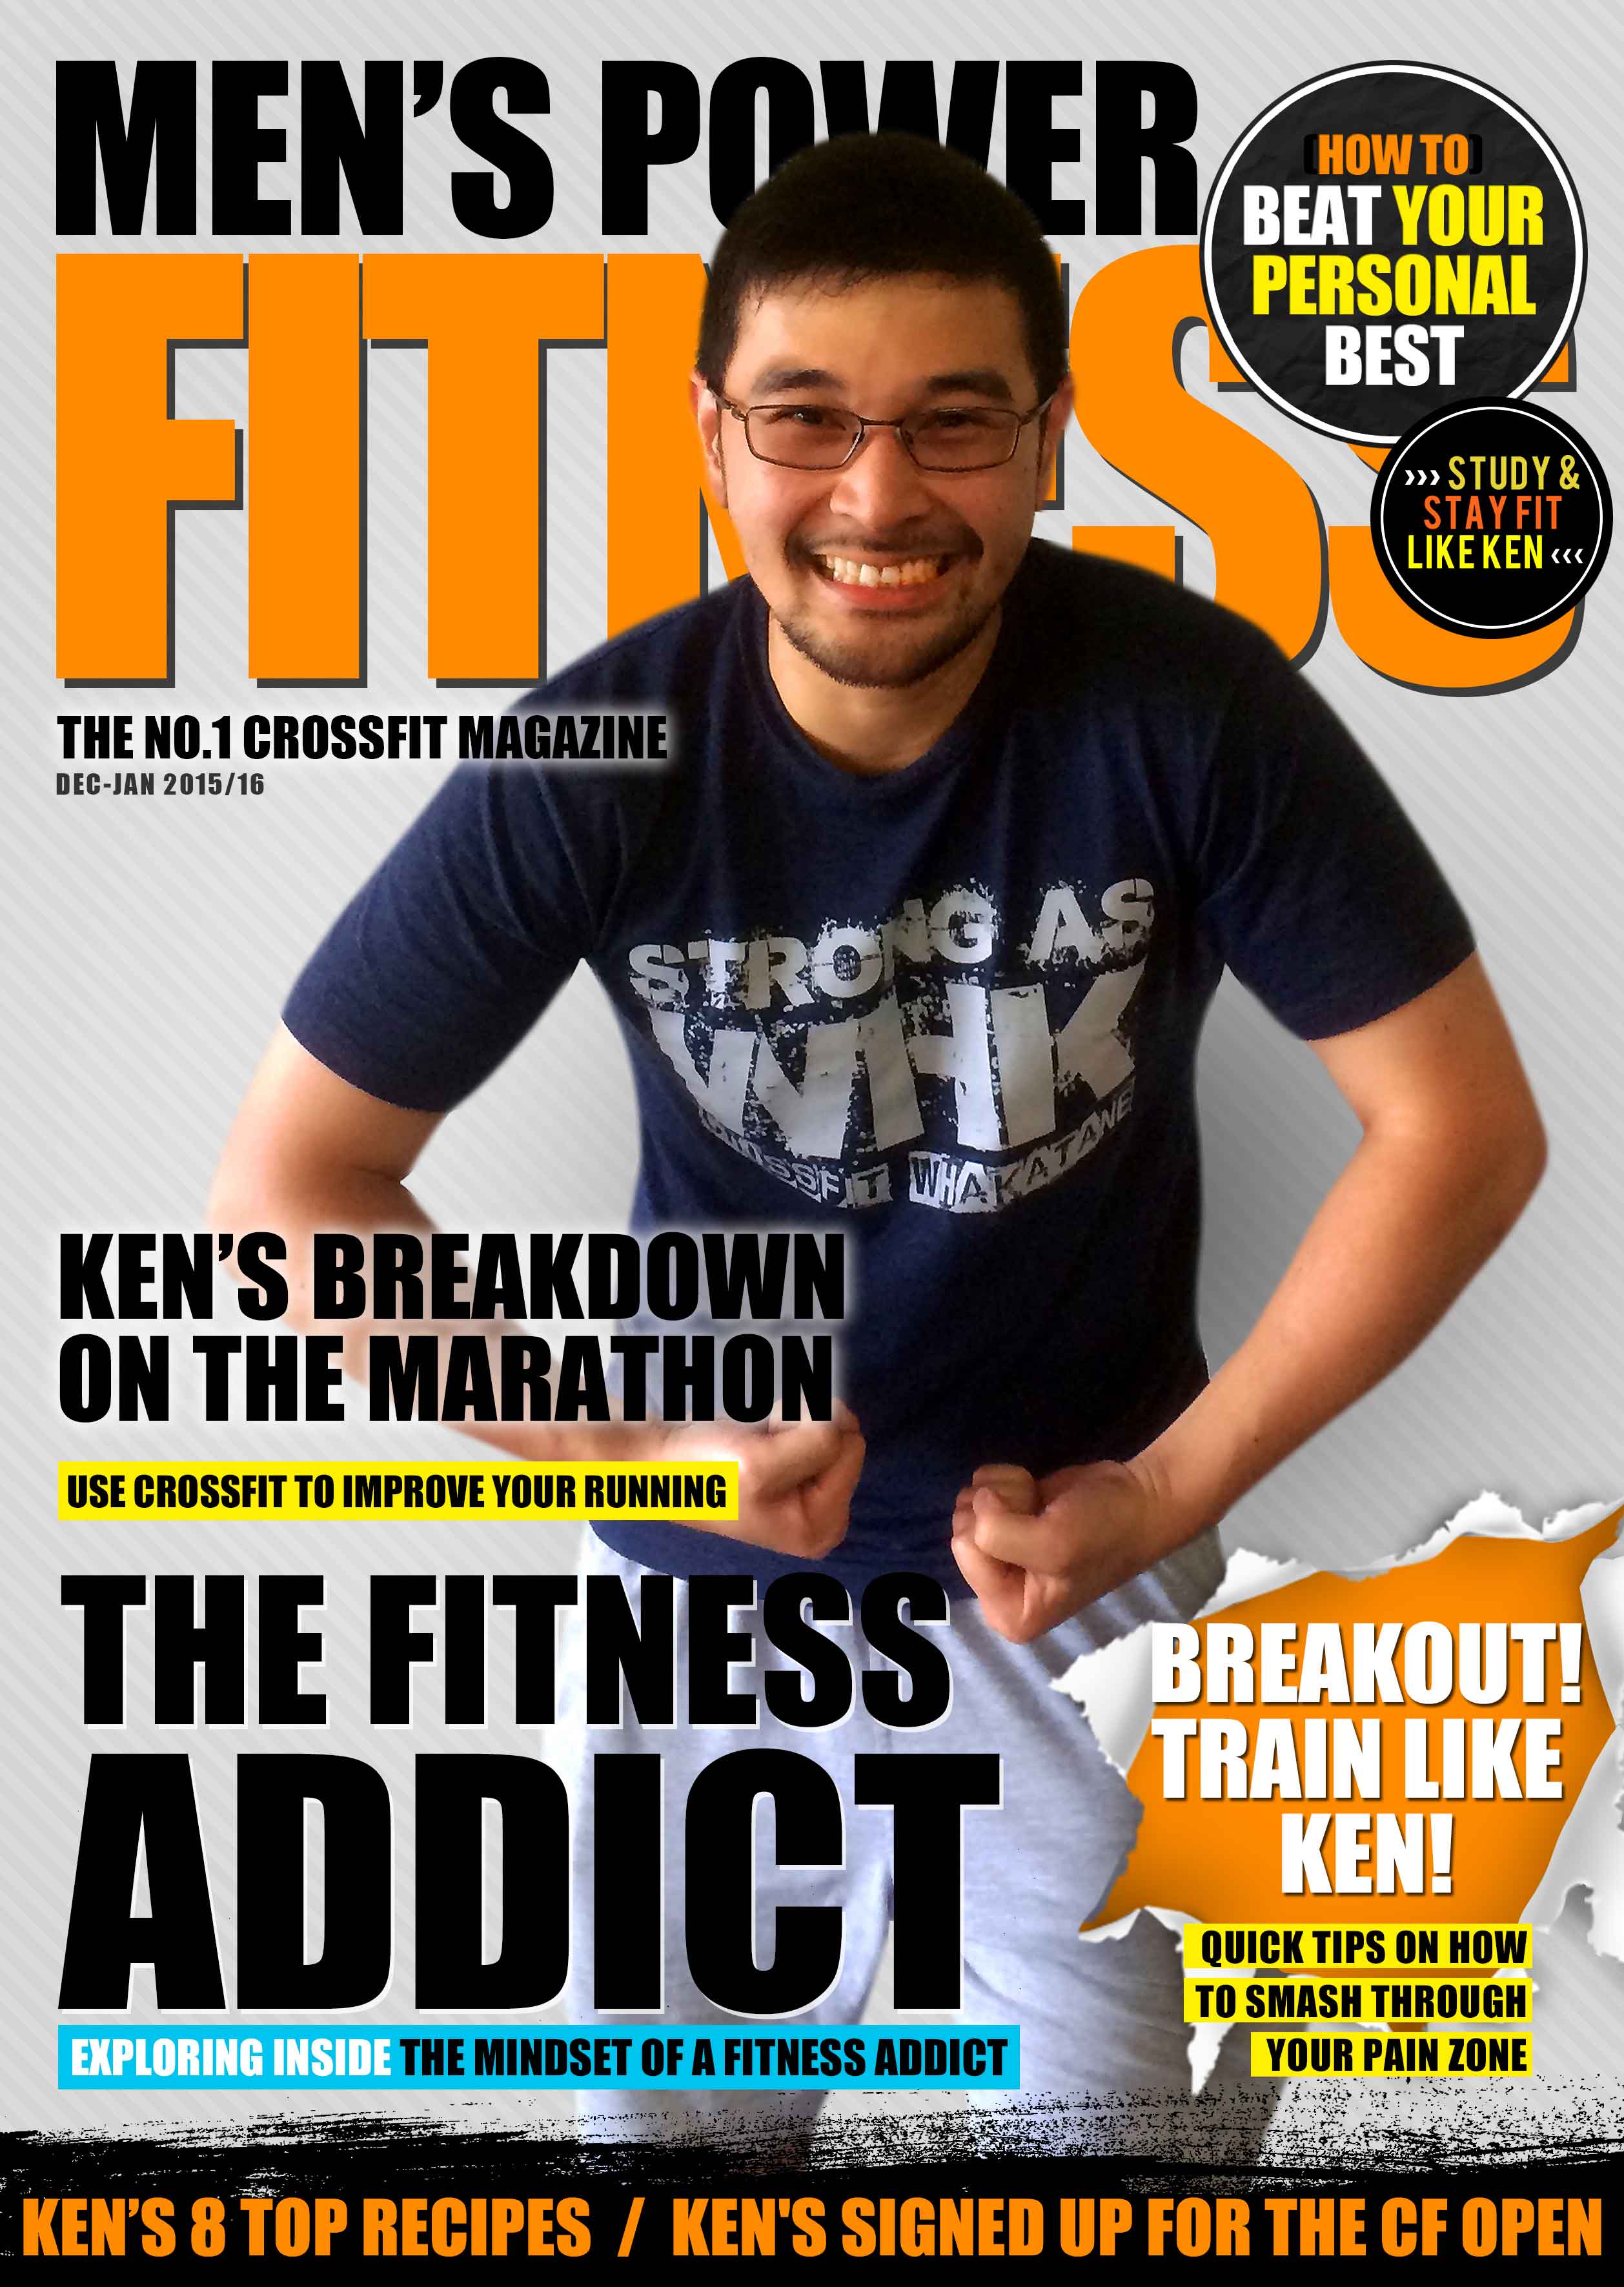 MEN'S POWER
FITNESS
HOW TO
BEAT YOUR
PERSONAL
BEST
››› STUDY &
STAY FIT
LIKE KEN ‹‹‹
THE NO.1 CROSSFIT MAGAZINE
DEC-JAN 2015/16
STRONG AS
WHK
CROSSFIT WHAKATANE
KEN'S BREAKDOWN
ON THE MARATHON
USE CROSSFIT TO IMPROVE YOUR RUNNING
THE FITNESS
ADDICT
EXPLORING INSIDE THE MINDSET OF A FITNESS ADDICT
BREAKOUT!
TRAIN LIKE
KEN!
QUICK TIPS ON HOW
TO SMASH THROUGH
YOUR PAIN ZONE
KEN'S 8 TOP RECIPES / KEN'S SIGNED UP FOR THE CF OPEN